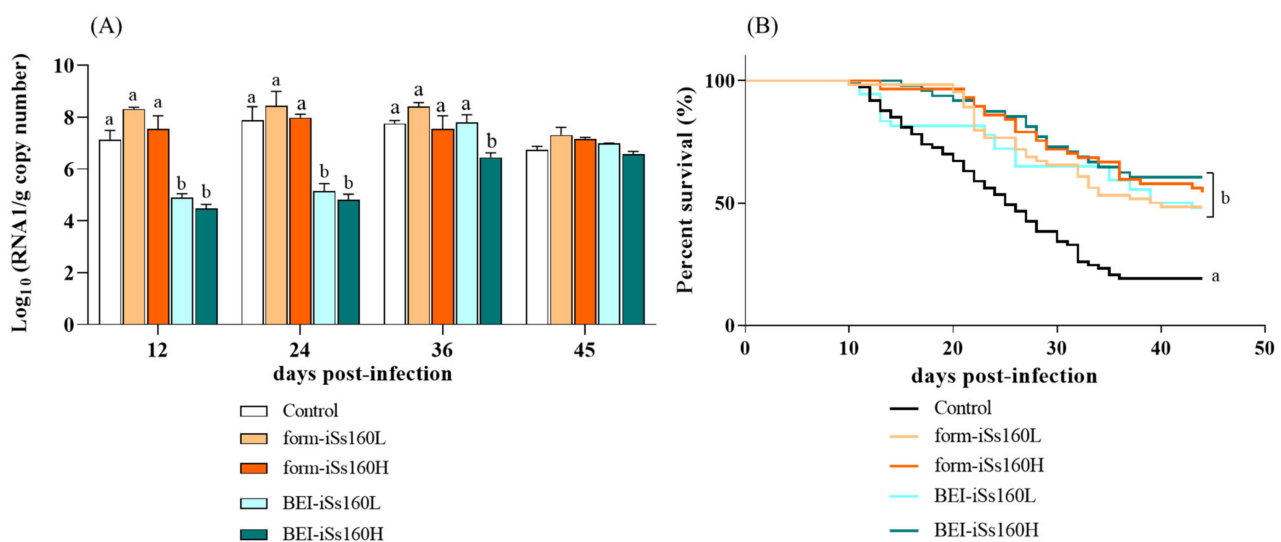 (A)
Log₁₀ (RNA1/g copy number)
10
8
6
4
2
0
a a a b b
a a a b b
a a a a b
12 24 36 45
days post-infection
Control
form-iSs160L
form-iSs160H
BEI-iSs160L
BEI-iSs160H
(B)
Percent survival (%)
100
50
0
b
a
0 10 20 30 40 50
days post-infection
Control
form-iSs160L
form-iSs160H
BEI-iSs160L
BEI-iSs160H